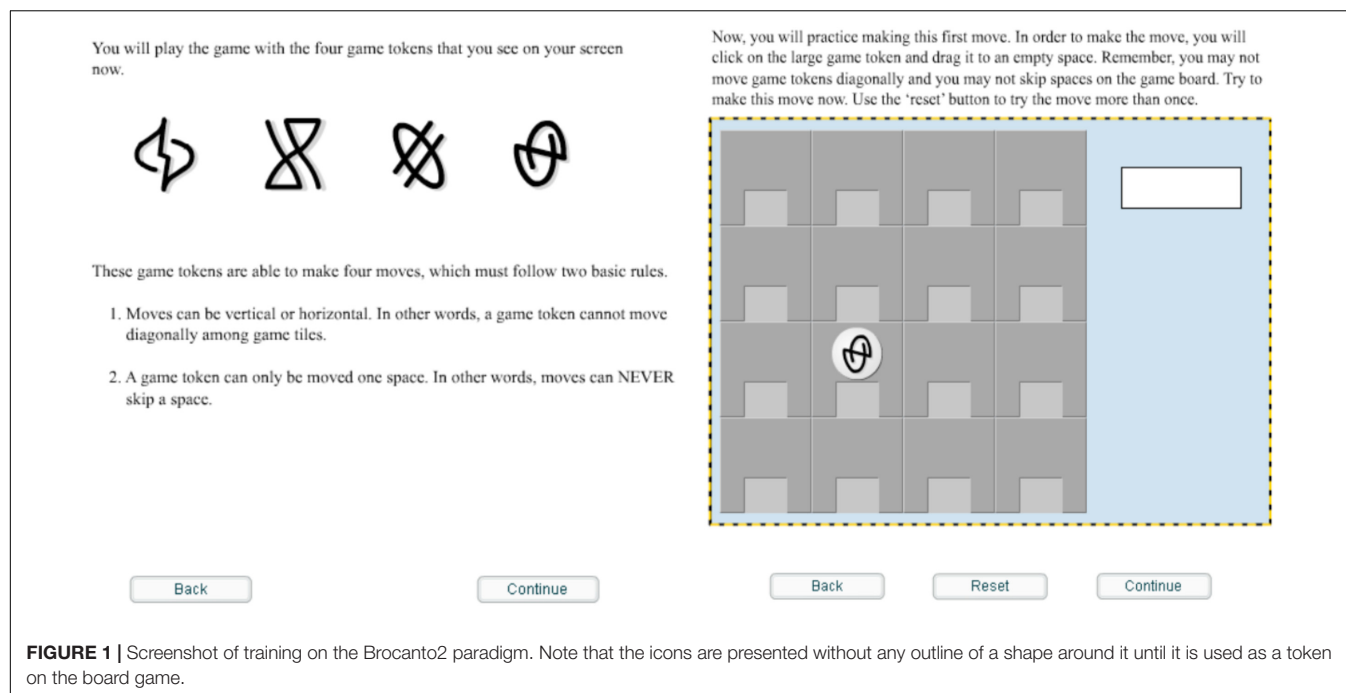 You will play the game with the four game tokens that you see on your screen
now.
These game tokens are able to make four moves, which must follow two basic rules.
1. Moves can be vertical or horizontal. In other words, a game token cannot move
diagonally among game tiles.
2. A game token can only be moved one space. In other words, moves can NEVER
skip a space.
Back
Continue
Now, you will practice making this first move. In order to make the move, you will
click on the large game token and drag it to an empty space. Remember, you may not
move game tokens diagonally and you may not skip spaces on the game board. Try to
make this move now. Use the 'reset' button to try the move more than once.
Back
Reset
Continue
FIGURE 1 | Screenshot of training on the Brocanto2 paradigm. Note that the icons are presented without any outline of a shape around it until it is used as a token
on the board game.